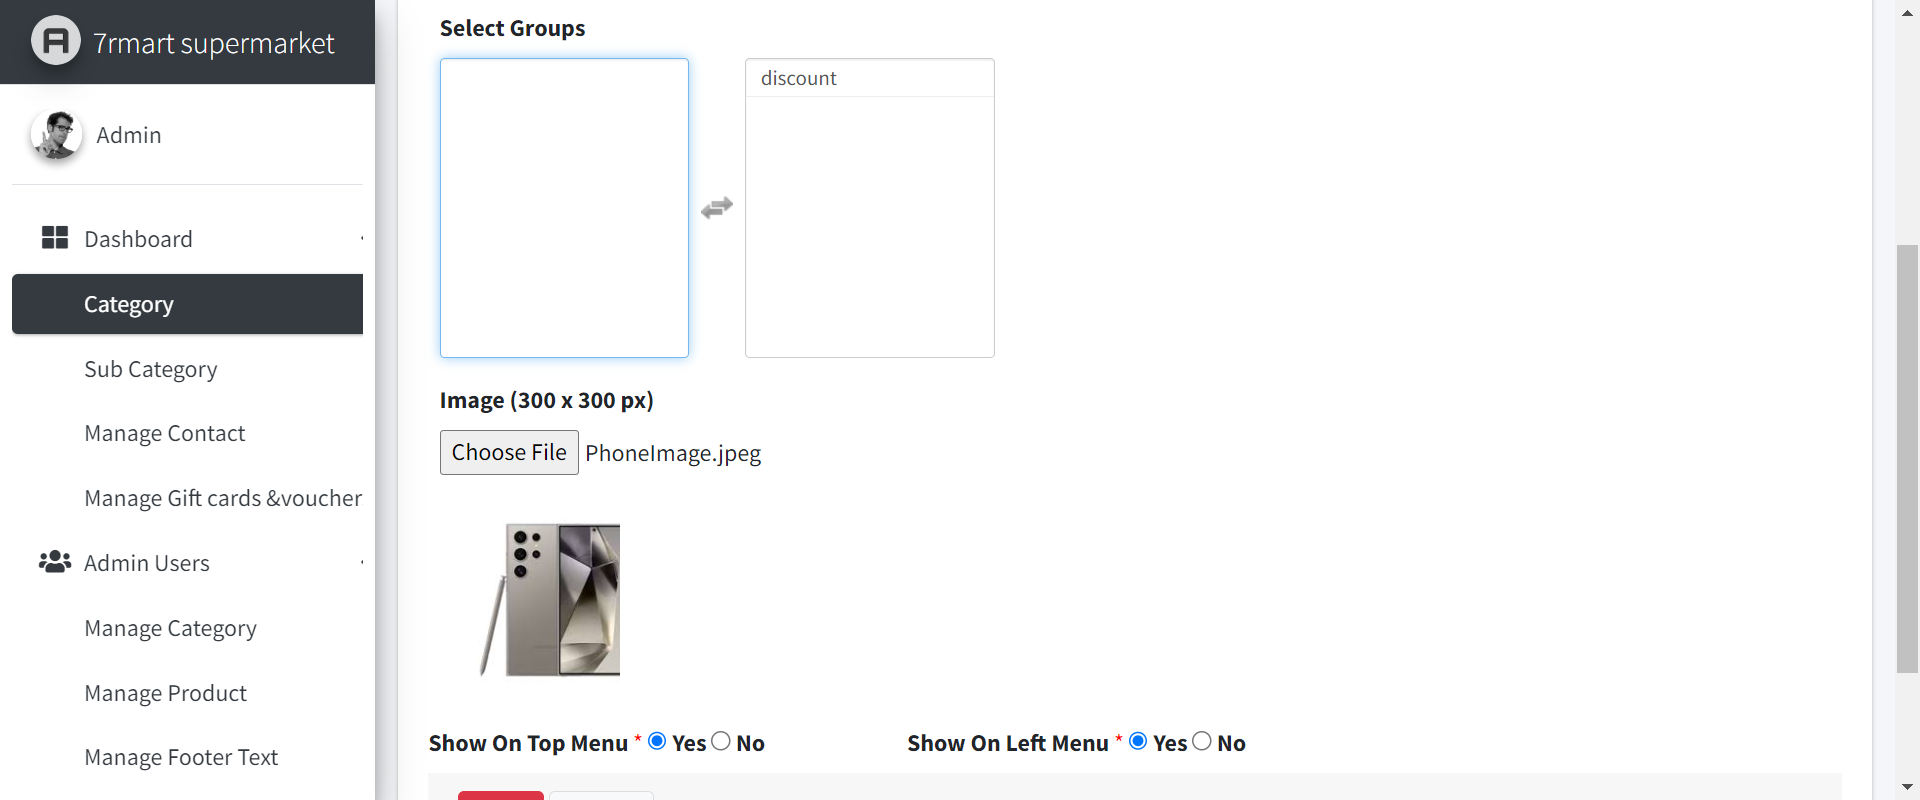 7rmart supermarket
Admin
Dashboard
Category
Sub Category
Manage Contact
Manage Gift cards &voucher
Admin Users
Manage Category
Manage Product
Manage Footer Text
Select Groups
discount
Image (300 x 300 px)
Choose File PhoneImage.jpeg
Show On Top Menu * Yes No
Show On Left Menu * Yes No